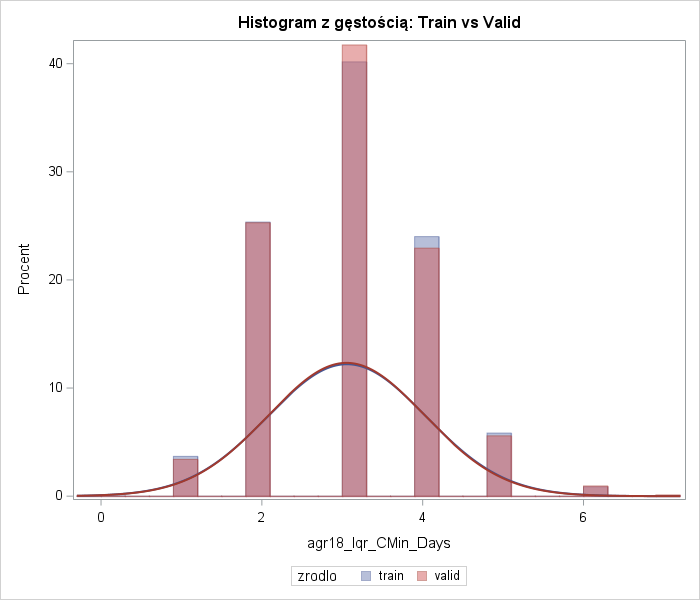 Histogram z gęstością: Train vs Valid
40
30
20
10
0
Procent
0 2 4 6
agr18_Iqr_CMin_Days
zrodlo train valid